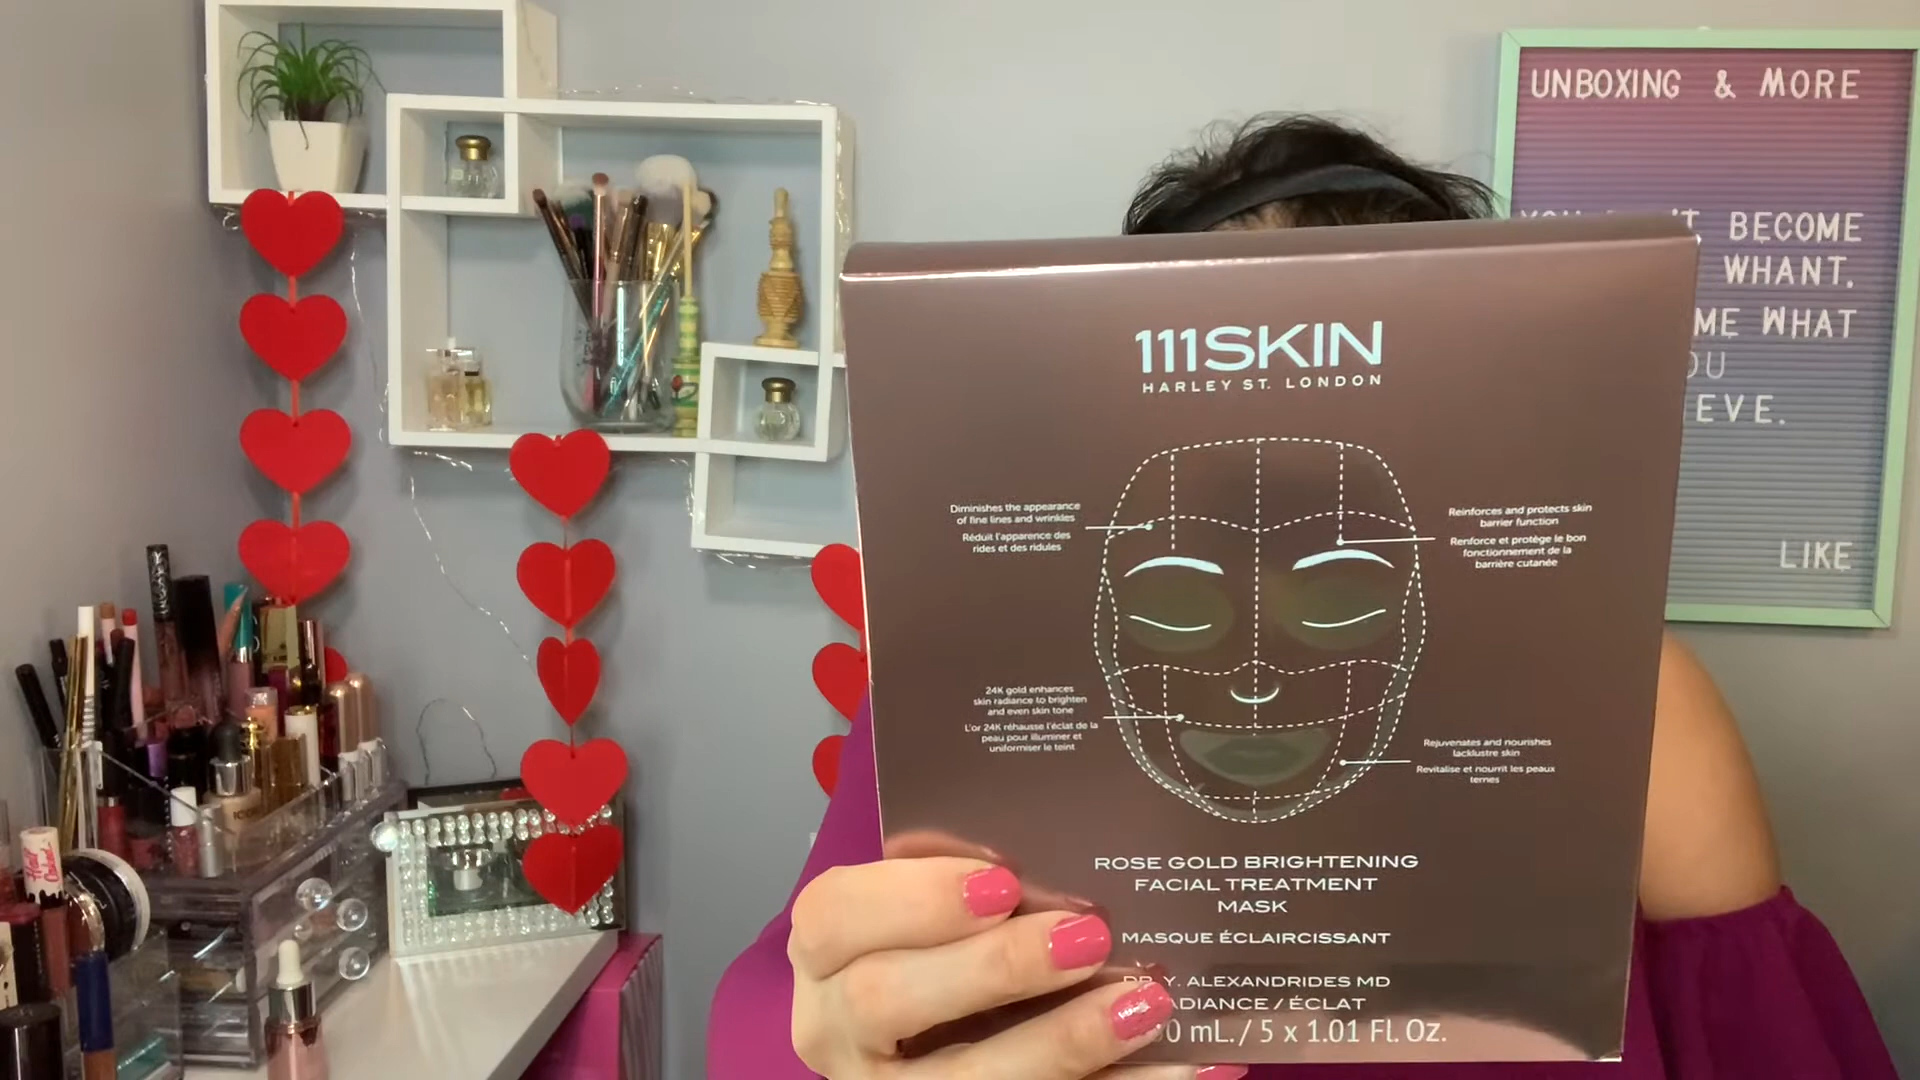 UNBOXING & MORE
BECOME
WHANT.
ME WHAT
EVE.
LIKE
111SKIN
HARLEY ST. LONDON
Diminishes the appearance
of fine lines and wrinkles
Réduit l'apparence des
rides et des ridules
Reinforces and protects skin
barrier function
Renforce et protège le bon
fonctionnement de la
barrière cutanée
24K gold enhances
skin radiance to brighten
and even skin tone
L'or 24K réhausse l'éclat de la
peau pour illuminer et
uniformiser le teint
Rejuvenates and nourishes
lacklustre skin
Revitalise et nourrit les peaux
ternes
ROSE GOLD BRIGHTENING
FACIAL TREATMENT
MASK
MASQUE ÉCLAIRCISSANT
DR. Y. ALEXANDRIDES MD
ADIANCE / ÉCLAT
0 mL. / 5 x 1.01 Fl. Oz.